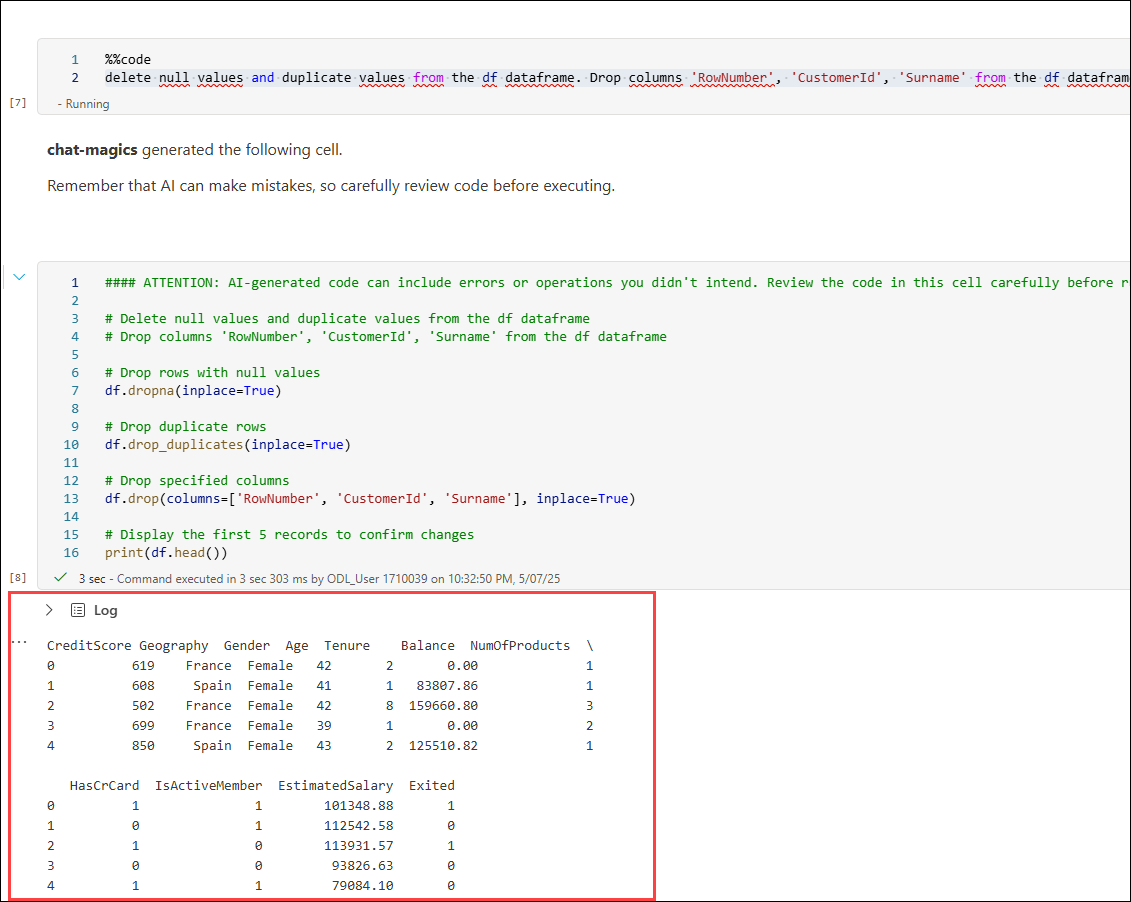 1 %%code
2 delete null values and duplicate values from the df dataframe. Drop columns 'RowNumber', 'CustomerId', 'Surname' from the df datafram
[7] - Running
chat-magics generated the following cell.
Remember that AI can make mistakes, so carefully review code before executing.
1 #### ATTENTION: AI-generated code can include errors or operations you didn't intend. Review the code in this cell carefully before r
2
3 # Delete null values and duplicate values from the df dataframe
4 # Drop columns 'RowNumber', 'CustomerId', 'Surname' from the df dataframe
5
6 # Drop rows with null values
7 df.dropna(inplace=True)
8
9 # Drop duplicate rows
10 df.drop_duplicates(inplace=True)
11
12 # Drop specified columns
13 df.drop(columns=['RowNumber', 'CustomerId', 'Surname'], inplace=True)
14
15 # Display the first 5 records to confirm changes
16 print(df.head())
[8] 3 sec - Command executed in 3 sec 303 ms by ODL_User 1710039 on 10:32:50 PM, 5/07/25
Log
... CreditScore Geography Gender Age Tenure Balance NumOfProducts \
0 619 France Female 42 2 0.00 1
1 608 Spain Female 41 1 83807.86 1
2 502 France Female 42 8 159660.80 3
3 699 France Female 39 1 0.00 2
4 850 Spain Female 43 2 125510.82 1
HasCrCard IsActiveMember EstimatedSalary Exited
0 1 1 101348.88 1
1 0 1 112542.58 0
2 1 0 113931.57 1
3 0 0 93826.63 0
4 1 1 79084.10 0